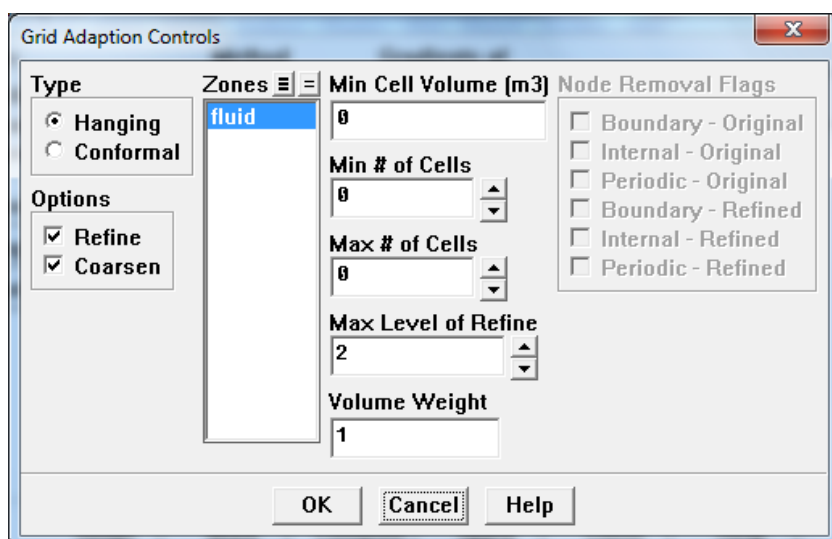 Grid Adaption Controls
Type
Hanging
Conformal
Options
Refine
Coarsen
Zones
fluid
Min Cell Volume (m3)
0
Min # of Cells
0
Max # of Cells
0
Max Level of Refine
2
Volume Weight
1
Node Removal Flags
Boundary - Original
Internal - Original
Periodic - Original
Boundary - Refined
Internal - Refined
Periodic - Refined
OK
Cancel
Help